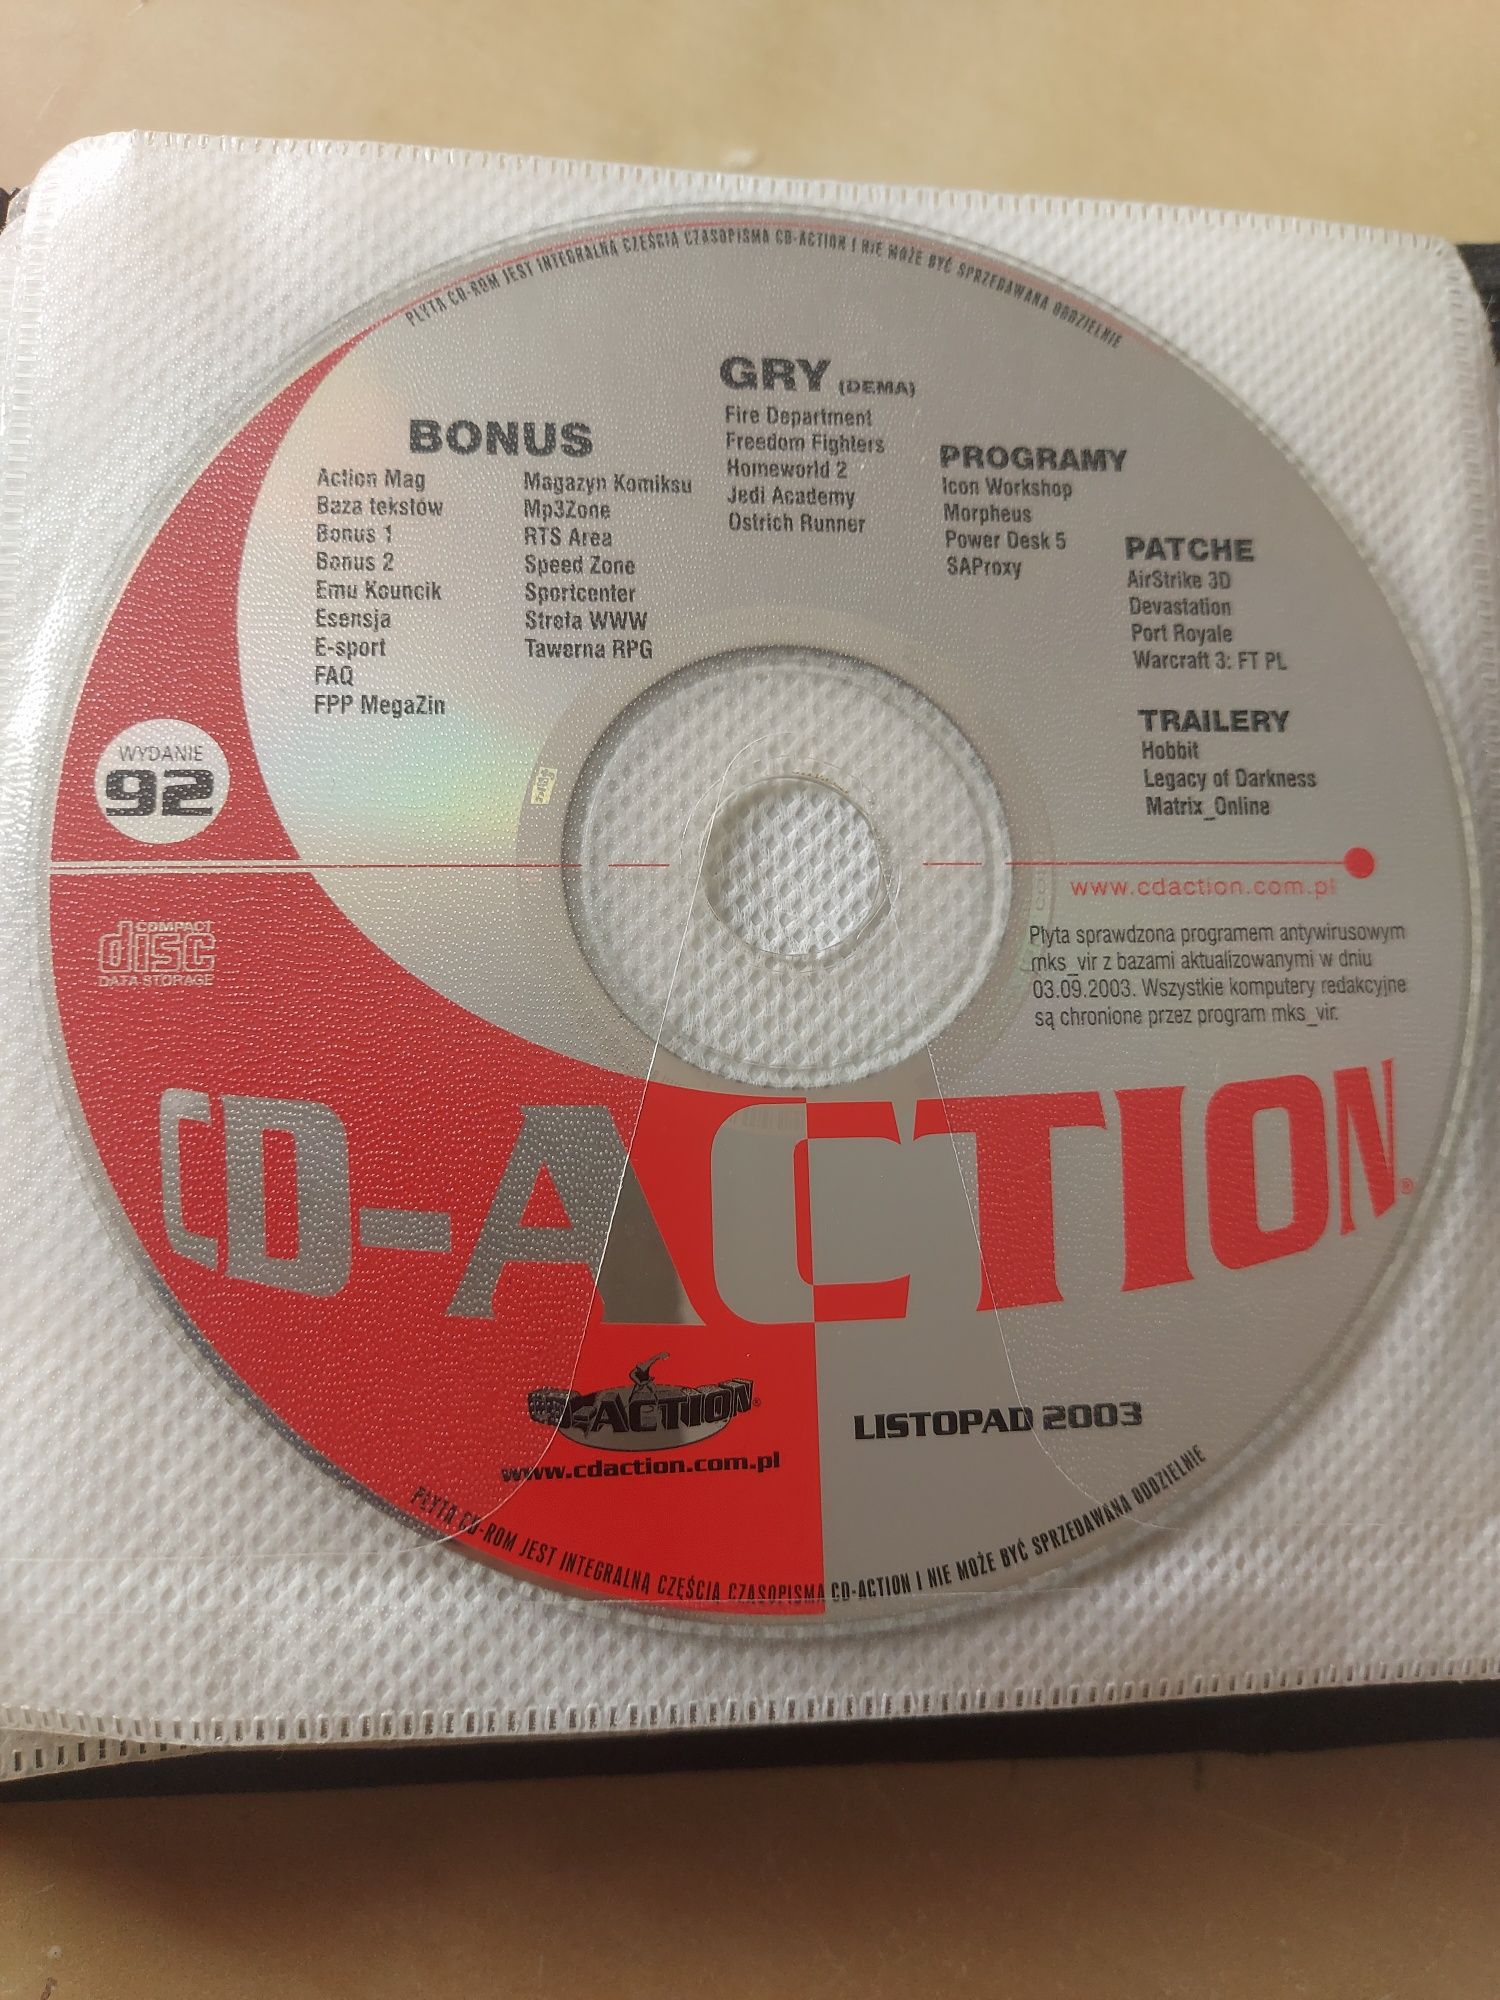 PŁYTA CD-ROM JEST INTEGRALNĄ CZĘŚCIĄ CZASOPISMA CD-ACTION I NIE MOŻE BYĆ SPRZEDAWANA ODDZIELNIE
BONUS
Action Mag
Baza tekstów
Bonus 1
Bonus 2
Emu Kouncik
Esensja
E-sport
FAQ
FPP MegaZin
Magazyn Komiksu
Mp3Zone
RTS Area
Speed Zone
Sportcenter
Strefa WWW
Tawerna RPG
GRY (DEMA)
Fire Department
Freedom Fighters
Homeworld 2
Jedi Academy
Ostrich Runner
PROGRAMY
Icon Workshop
Morpheus
Power Desk 5
SAProxy
PATCHE
AirStrike 3D
Devastation
Port Royale
Warcraft 3: FT PL
TRAILERY
Hobbit
Legacy of Darkness
Matrix_Online
WYDANIE
92
www.cdaction.com.pl
COMPACT
disc
DATA STORAGE
Płyta sprawdzona programem antywirusowym
mks_vir z bazami aktualizowanymi w dniu
03.09.2003. Wszystkie komputery redakcyjne
są chronione przez program mks_vir.
CD-ACTION®
CD-ACTION®
www.cdaction.com.pl
LISTOPAD 2003
PŁYTA CD-ROM JEST INTEGRALNĄ CZĘŚCIĄ CZASOPISMA CD-ACTION I NIE MOŻE BYĆ SPRZEDAWANA ODDZIELNIE